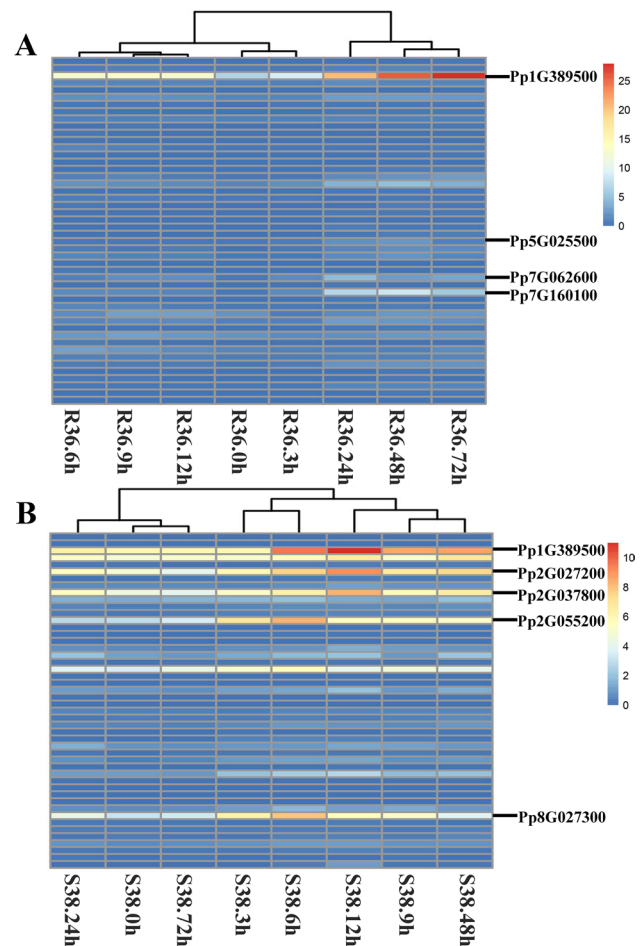 A
Pp1G389500
25
20
15
10
5
0
Pp5G025500
Pp7G062600
Pp7G160100
R36.6h R36.9h R36.12h R36.0h R36.3h R36.24h R36.48h R36.72h
B
Pp1G389500
10
8
6
4
2
0
Pp2G027200
Pp2G037800
Pp2G055200
Pp8G027300
S38.24h S38.0h S38.72h S38.3h S38.6h S38.12h S38.9h S38.48h